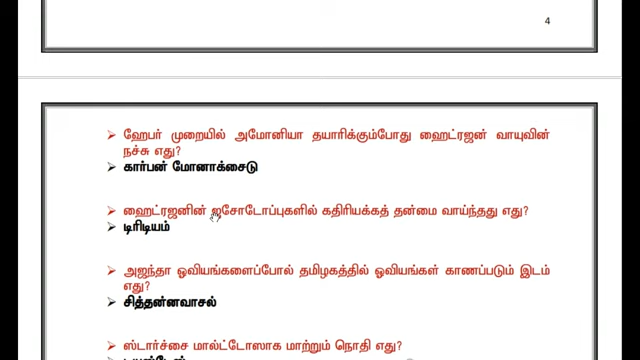 4
➢ ஹேபர் முறையில் அமோனியா தயாரிக்கும்போது ஹைட்ரஜன் வாயுவின்
நச்சு எது?
➢ கார்பன் மோனாக்சைடு
➢ ஹைட்ரஜனின் ஐசோடோப்புகளில் கதிரியக்கத் தன்மை வாய்ந்தது எது?
➢ டிரிடியம்
➢ அஜந்தா ஓவியங்களைப்போல் தமிழகத்தில் ஓவியங்கள் காணப்படும் இடம்
எது?
➢ சித்தன்னவாசல்
➢ ஸ்டார்ச்சை மால்ட்டோஸாக மாற்றும் நொதி எது?